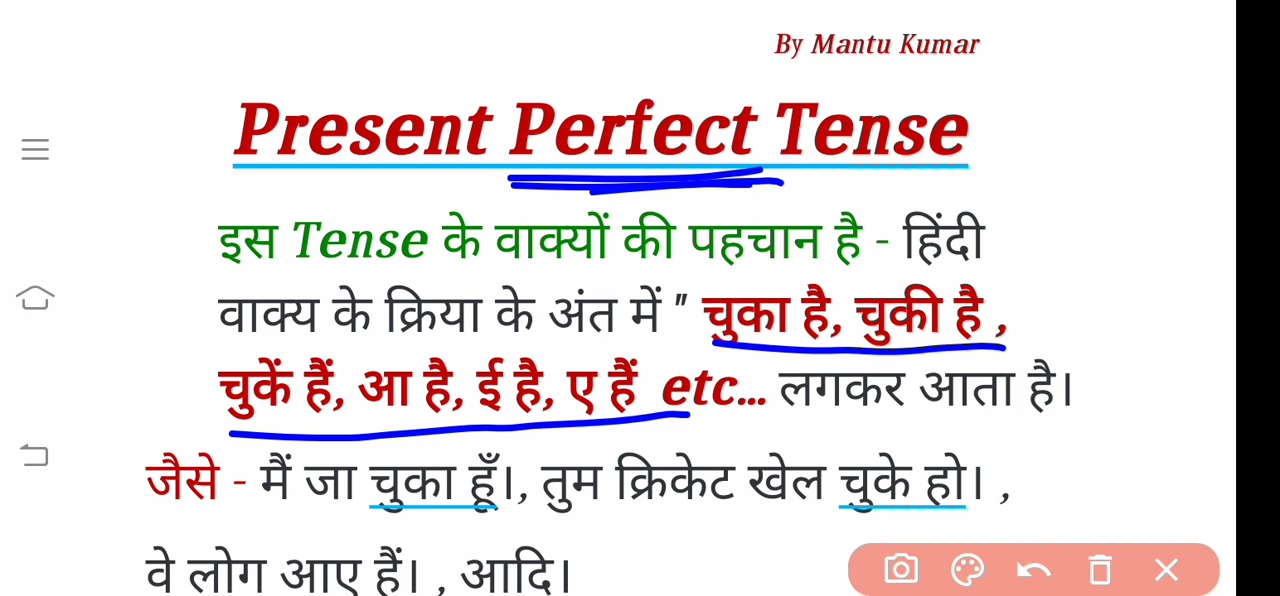 By Mantu Kumar
Present Perfect Tense
इस Tense के वाक्यों की पहचान है - हिंदी
वाक्य के क्रिया के अंत में " चुका है, चुकी है ,
चुकें हैं, आ है, ई है, ए हैं etc... लगकर आता है।
जैसे - मैं जा चुका हूँ।, तुम क्रिकेट खेल चुके हो। ,
वे लोग आए हैं। , आदि।